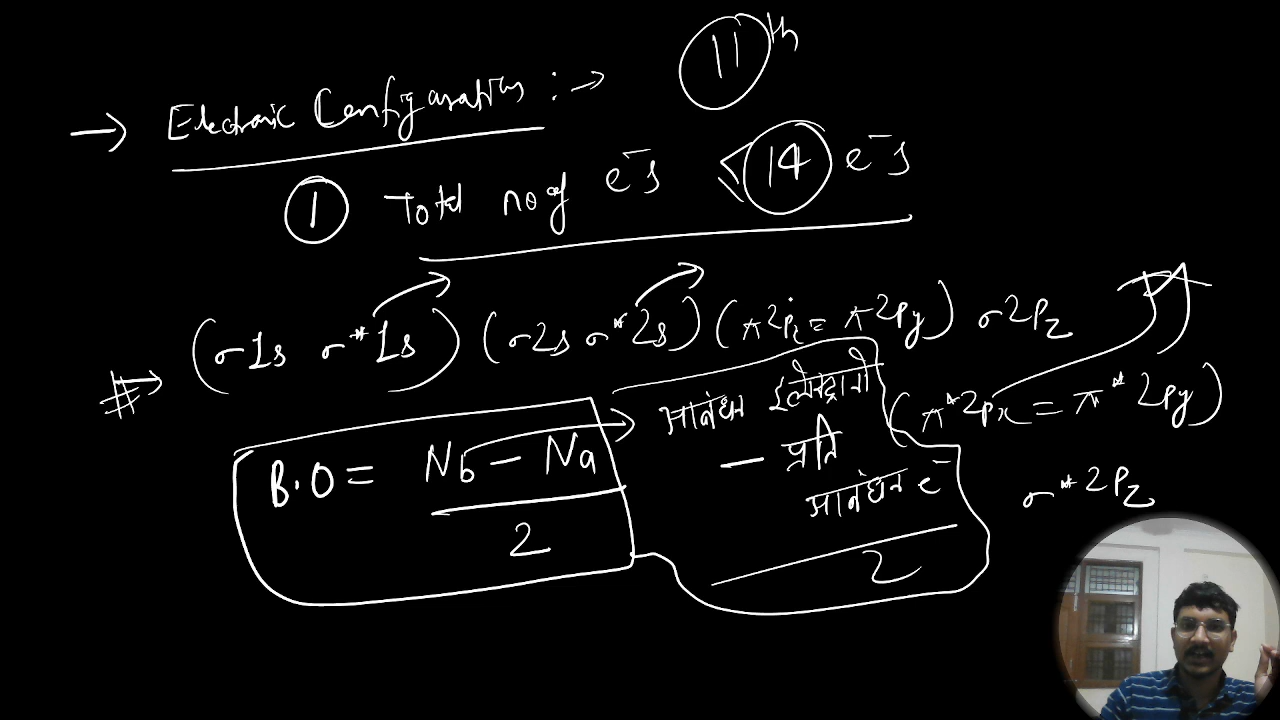 11th
→ Electronic Configuration :→
① Total no of e⁻s ≤ 14 e⁻s
# → (σ1s σ*1s) (σ2s σ*2s) (π2px = π2py) σ2pz
(π*2px = π*2py)
σ*2pz
B.O = Nb − Na / 2
आबंधन इलेक्ट्रानो
− प्रति
आबंधन e⁻
2